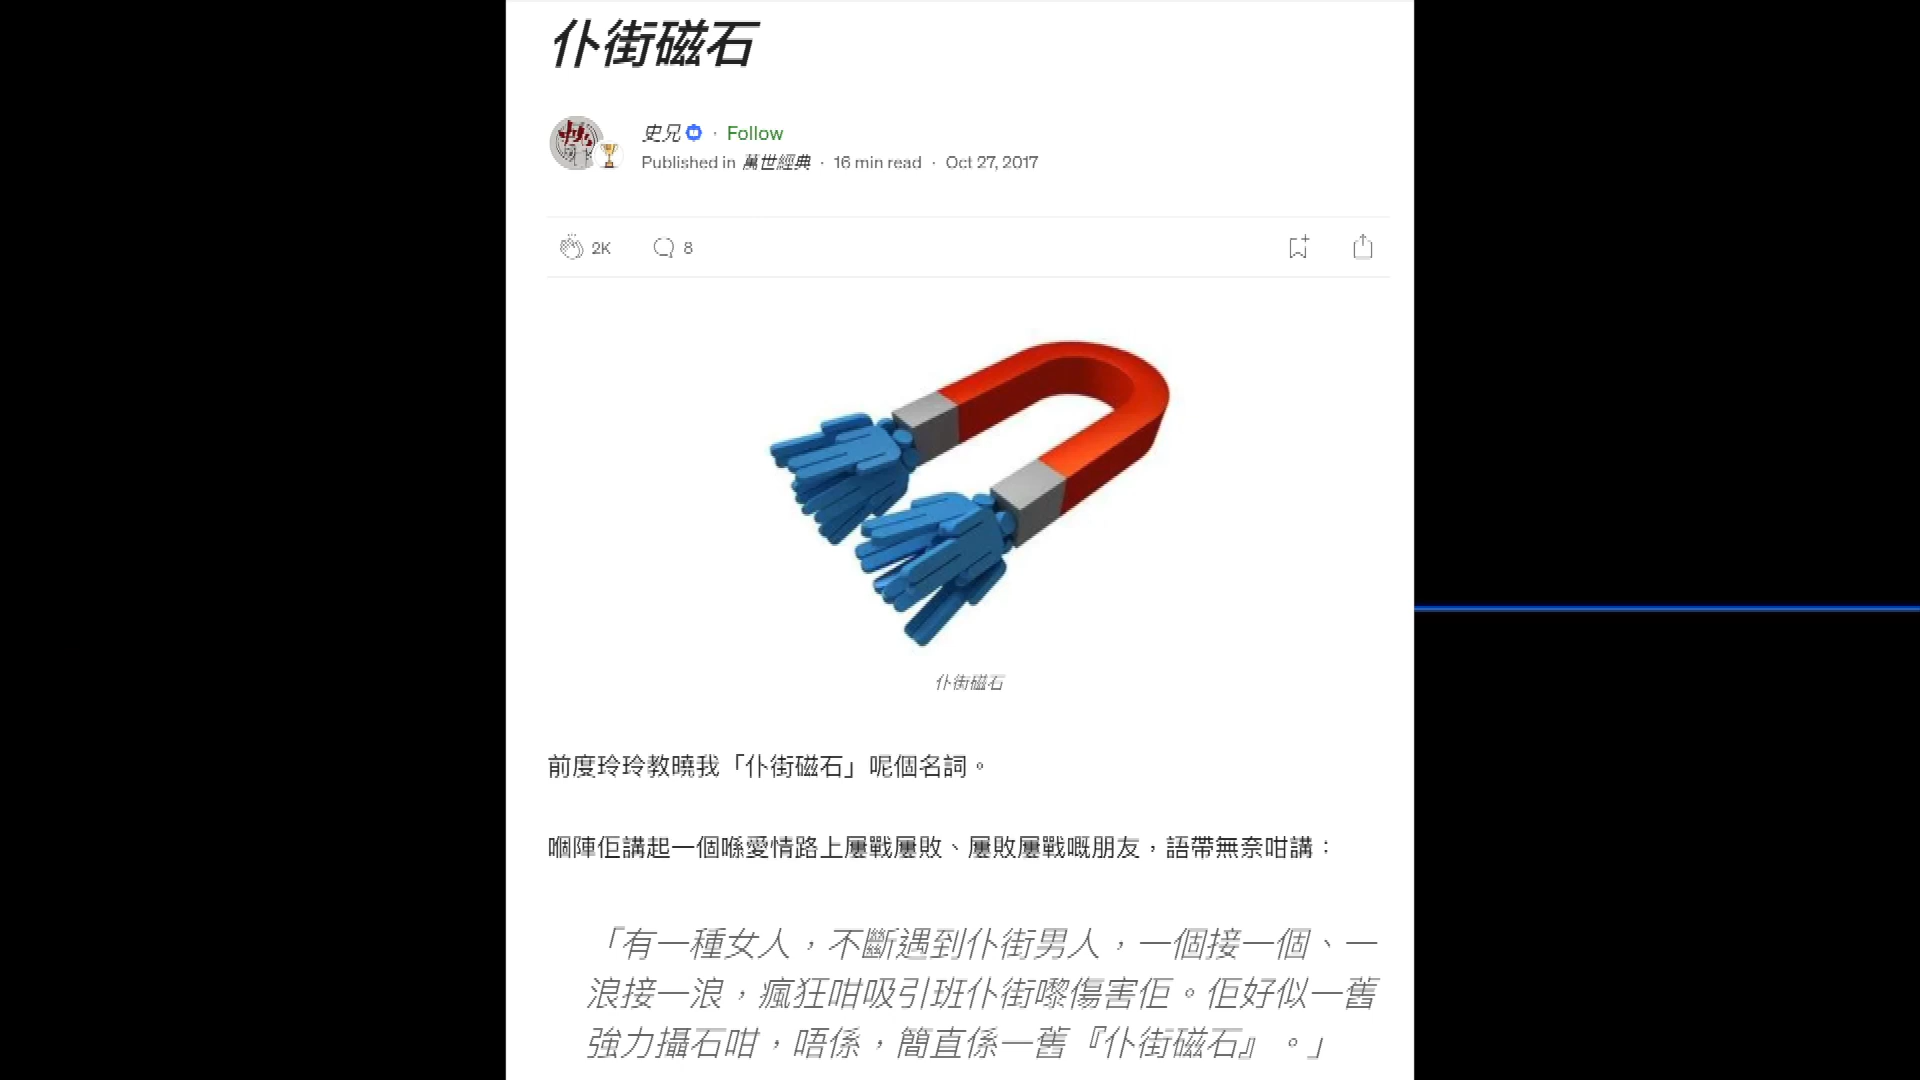 仆街磁石
史兄 · Follow
Published in 萬世經典 · 16 min read · Oct 27, 2017
2K 8
仆街磁石
前度玲玲教曉我「仆街磁石」呢個名詞。
嗰陣佢講起一個喺愛情路上屢戰屢敗、屢敗屢戰嘅朋友，語帶無奈咁講：
「有一種女人，不斷遇到仆街男人，一個接一個、一
浪接一浪，瘋狂咁吸引班仆街嚟傷害佢。佢好似一舊
強力攝石咁，唔係，簡直係一舊『仆街磁石』。」